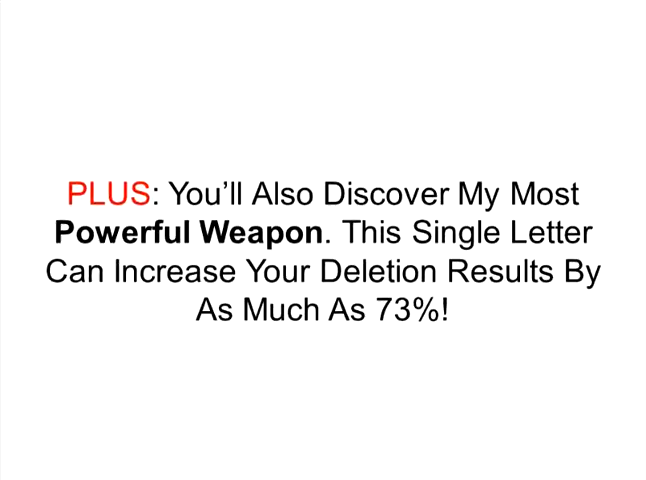 PLUS: You’ll Also Discover My Most
Powerful Weapon. This Single Letter
Can Increase Your Deletion Results By
As Much As 73%!